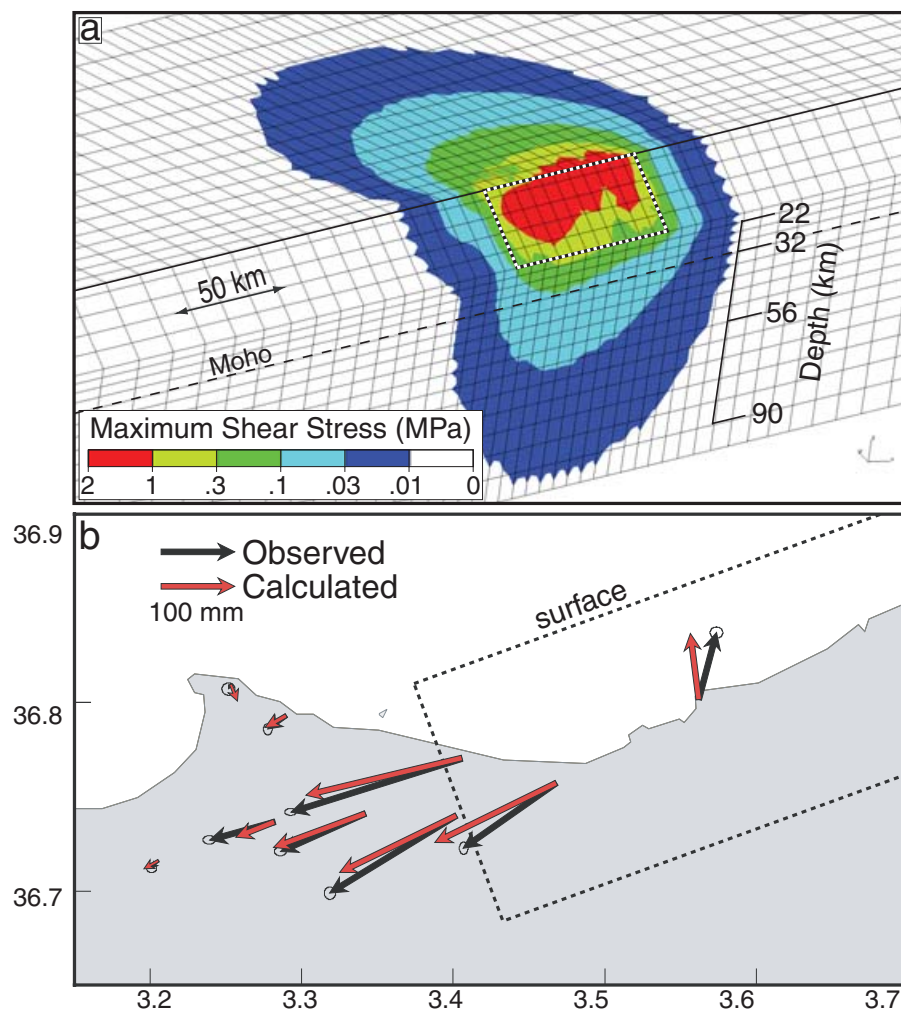 a
50 km
Moho
22
32
56
90
Depth (km)
Maximum Shear Stress (MPa)
2 1 .3 .1 .03 .01 0
b
Observed
Calculated
100 mm
surface
36.9
36.8
36.7
3.2 3.3 3.4 3.5 3.6 3.7